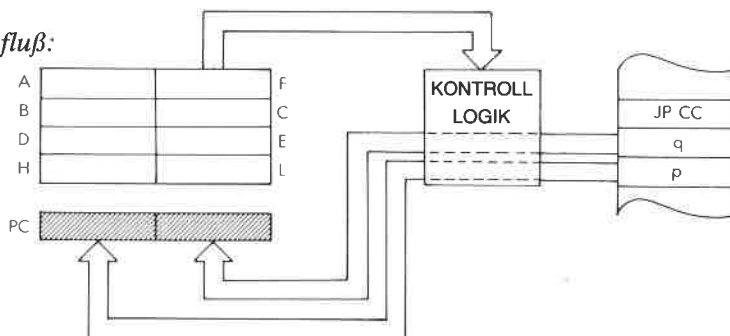 fluß:
A F
B C
D E
H L
PC
KONTROLL
LOGIK
JP CC
q
p